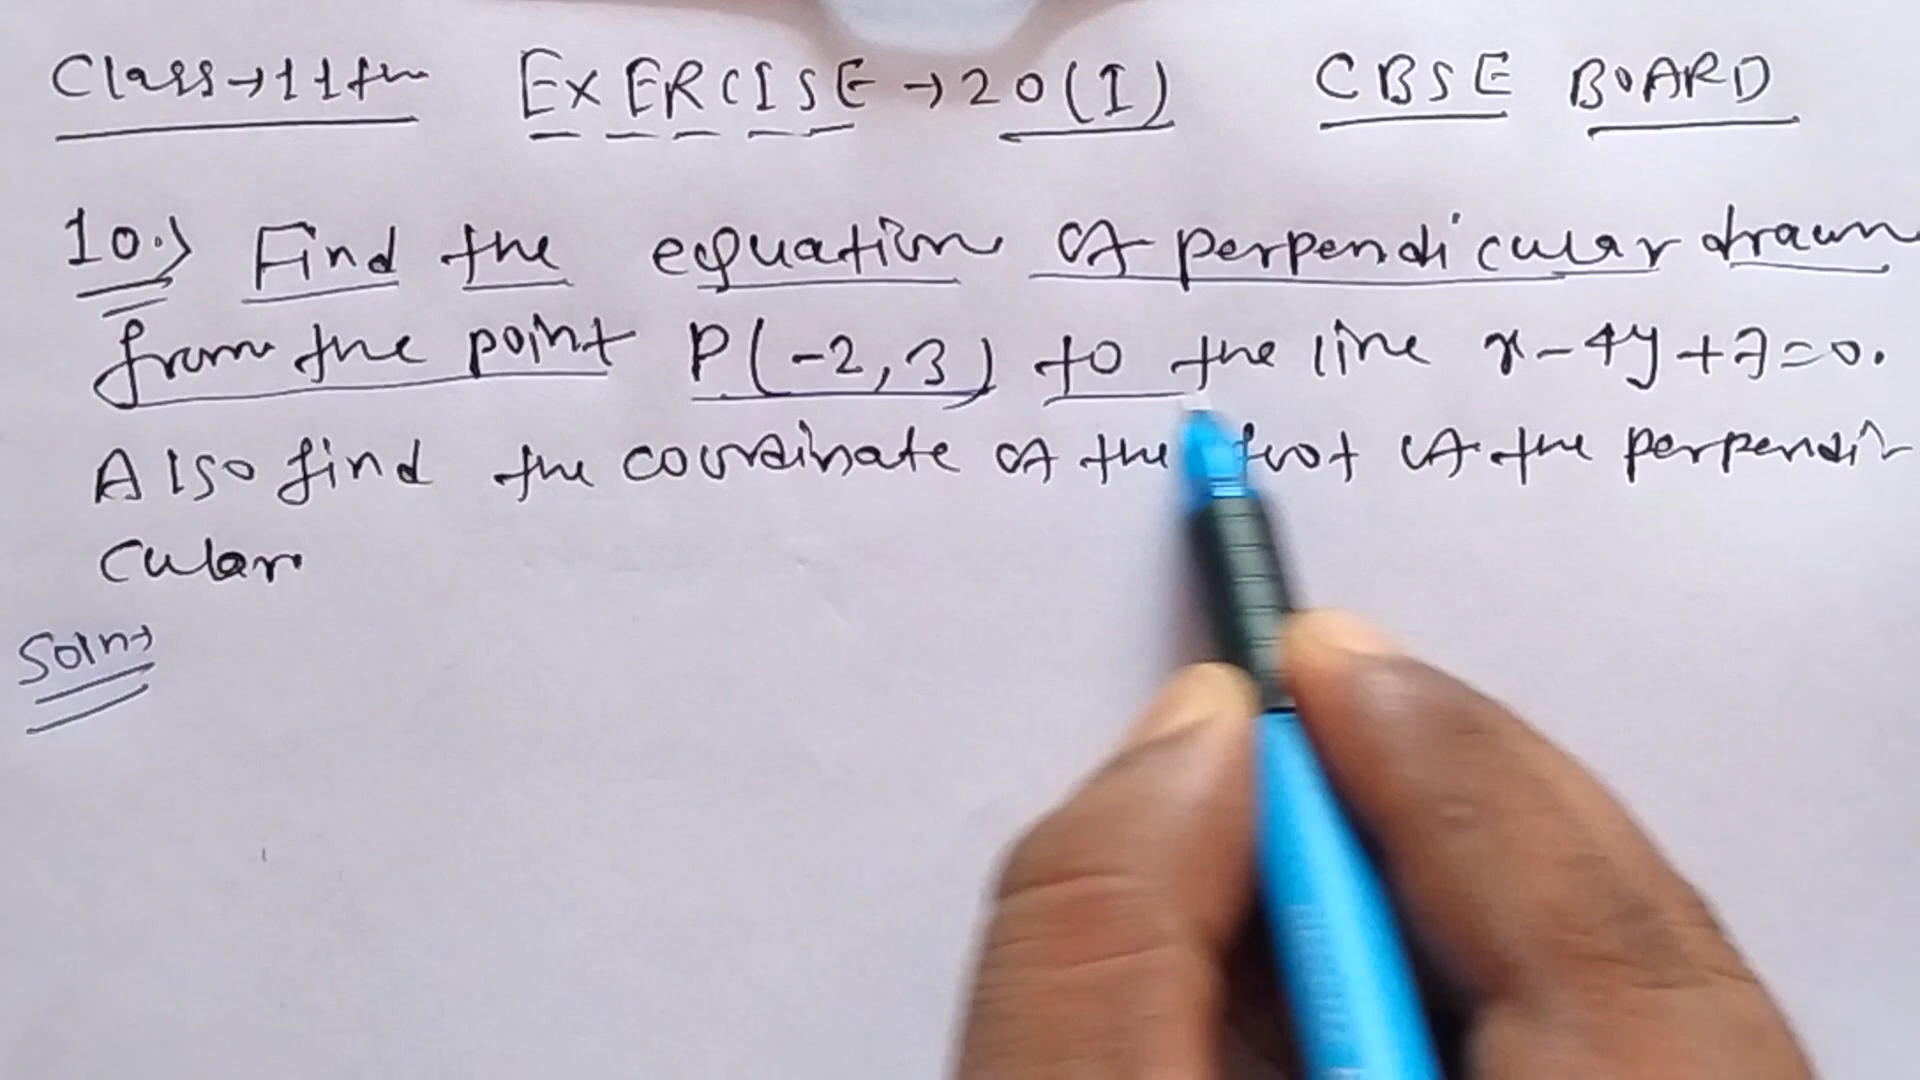 Class→11th EXERCISE→20(I) CBSE BOARD
10.) Find the equation of perpendicular drawn
from the point P(-2,3) to the line x-4y+7=0.
Also find the coordinate of the foot of the perpendi-
cular.
Soln→